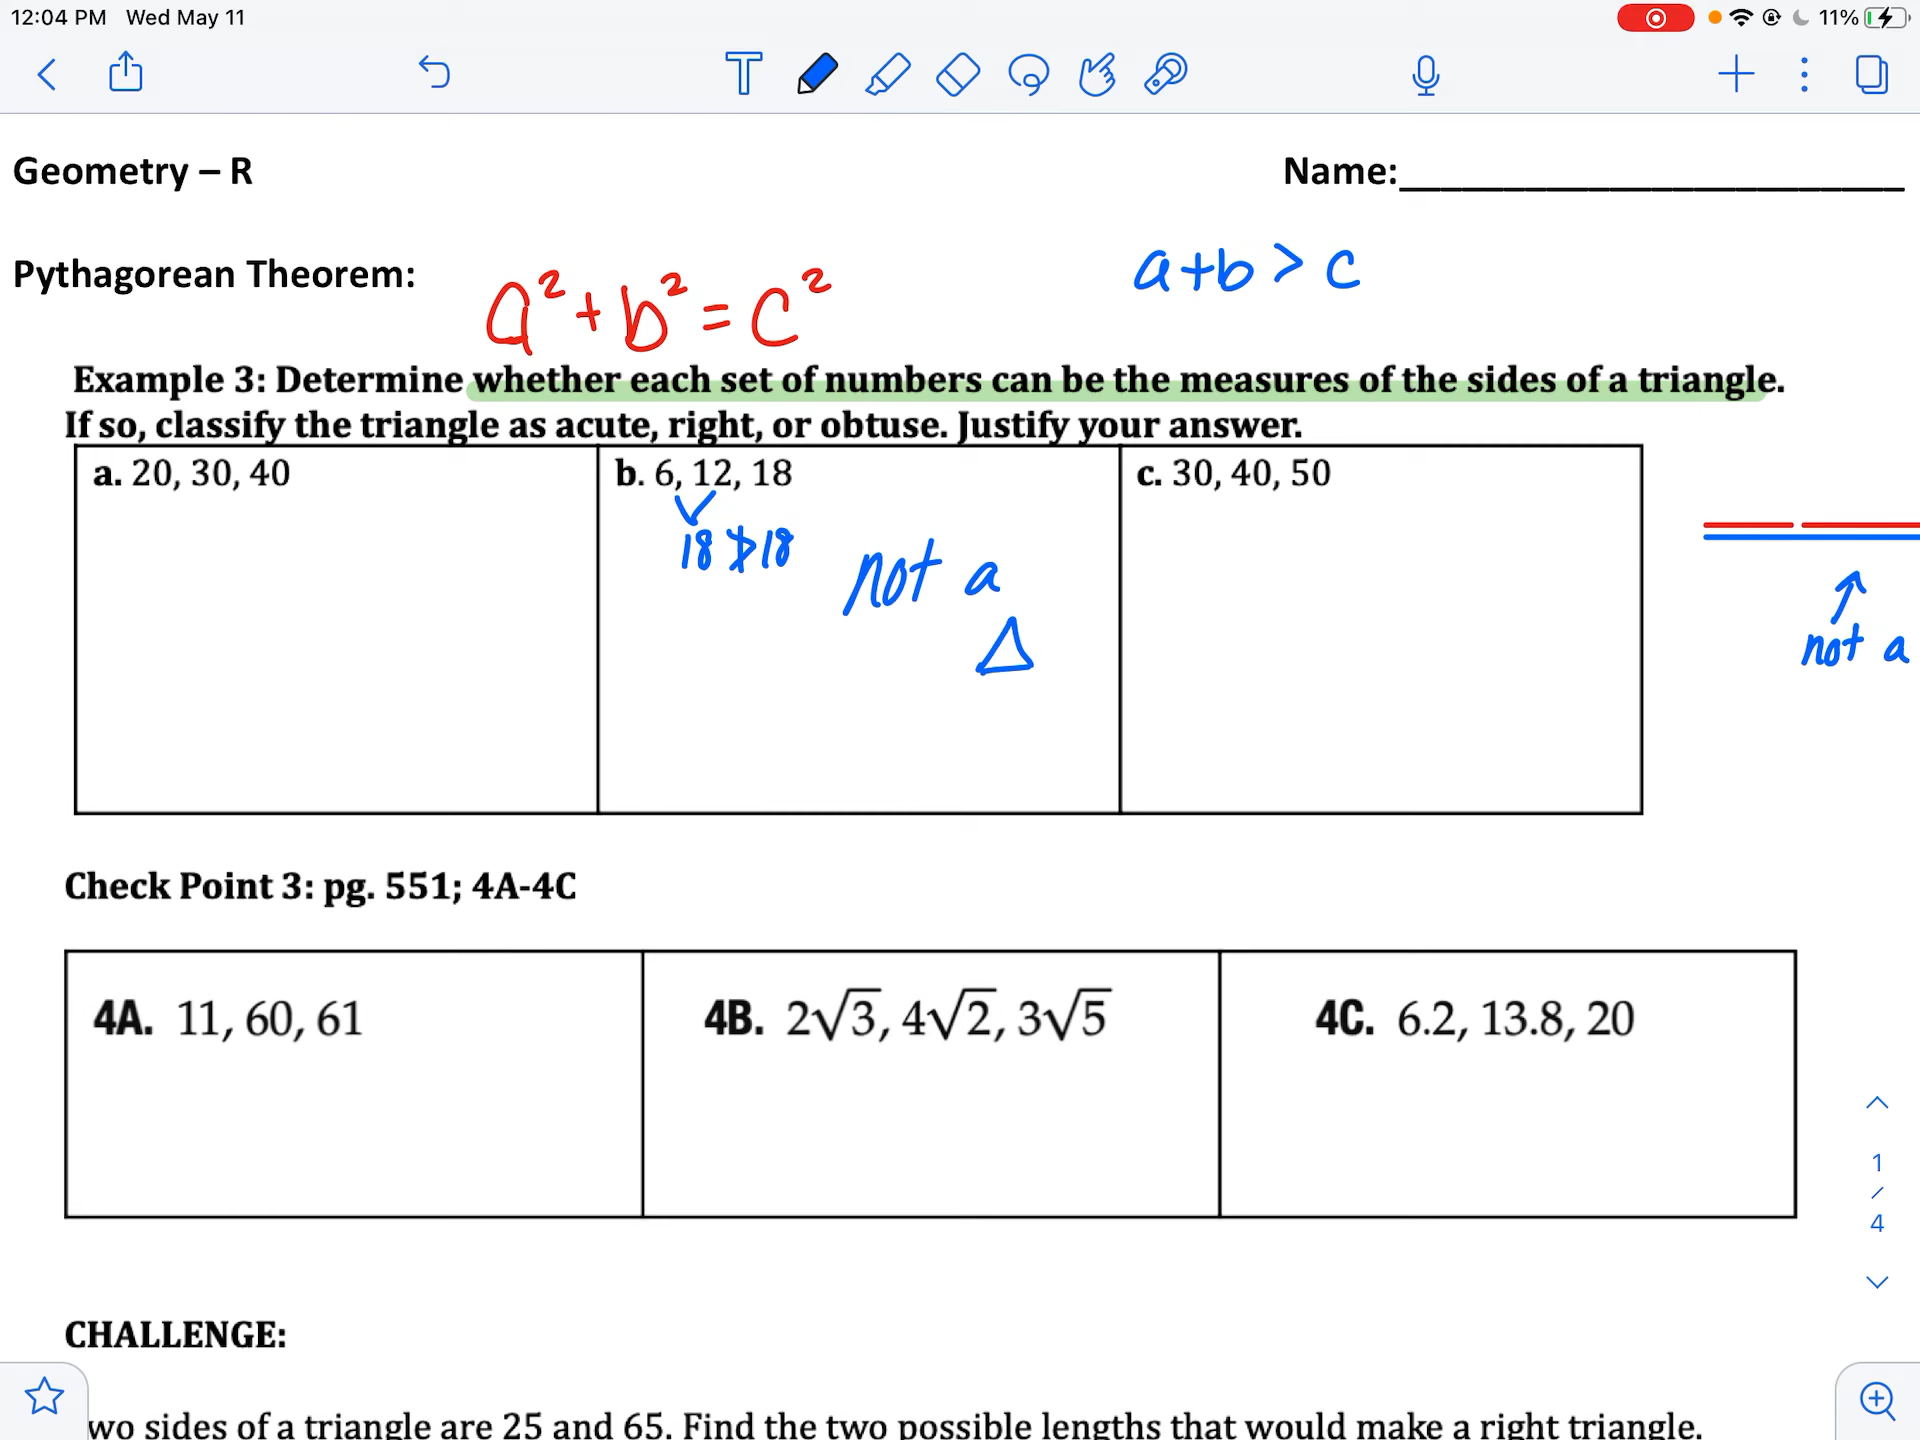 12:04 PM Wed May 11
11%
T
Geometry – R
Name:________________________
a+b > c
Pythagorean Theorem:
a² + b² = c²
Example 3: Determine whether each set of numbers can be the measures of the sides of a triangle.
If so, classify the triangle as acute, right, or obtuse. Justify your answer.
a. 20, 30, 40
b. 6, 12, 18
c. 30, 40, 50
18 ≯ 18
not a
△
not a
Check Point 3: pg. 551; 4A-4C
4A. 11, 60, 61
4B. 2√3, 4√2, 3√5
4C. 6.2, 13.8, 20
1
/
4
CHALLENGE:
wo sides of a triangle are 25 and 65. Find the two possible lengths that would make a right triangle.